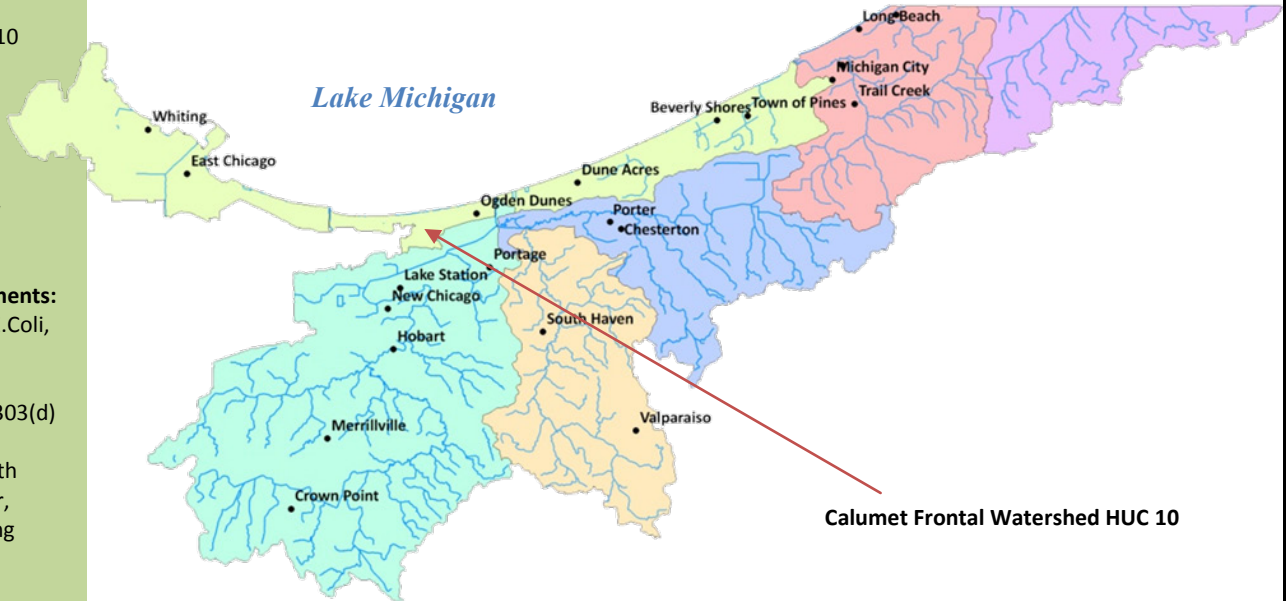 10
ments:
.Coli,
303(d)
th
r,
ng
Lake Michigan
Long Beach
Michigan City
Trail Creek
Beverly Shores
Town of Pines
Whiting
East Chicago
Dune Acres
Ogden Dunes
Porter
Chesterton
Portage
Lake Station
New Chicago
South Haven
Hobart
Valparaiso
Merrillville
Crown Point
Calumet Frontal Watershed HUC 10